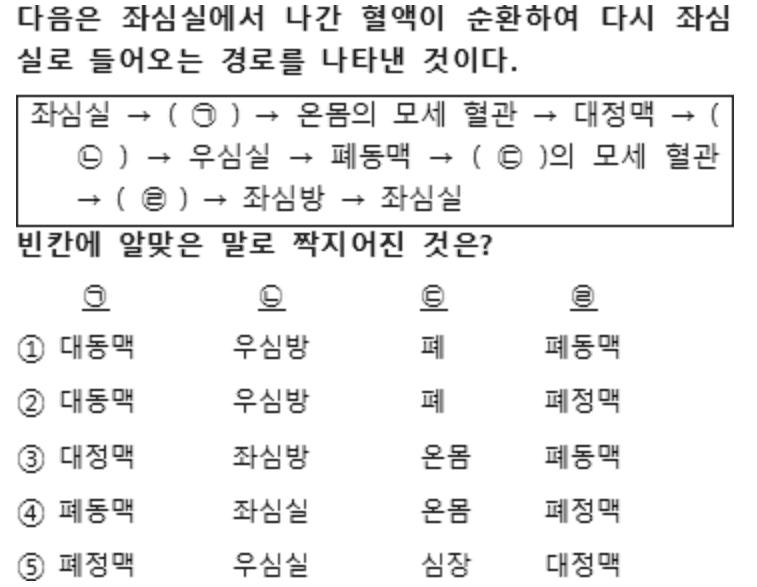 다음은 좌심실에서 나간 혈액이 순환하여 다시 좌심
실로 들어오는 경로를 나타낸 것이다.
좌심실 → ( ㉠ ) → 온몸의 모세 혈관 → 대정맥 → (
㉡ ) → 우심실 → 폐동맥 → ( ㉢ )의 모세 혈관
→ ( ㉣ ) → 좌심방 → 좌심실
빈칸에 알맞은 말로 짝지어진 것은?
㉠ ㉡ ㉢ ㉣
① 대동맥 우심방 폐 폐동맥
② 대동맥 우심방 폐 폐정맥
③ 대정맥 좌심방 온몸 폐동맥
④ 폐동맥 좌심실 온몸 폐정맥
⑤ 폐정맥 우심실 심장 대정맥